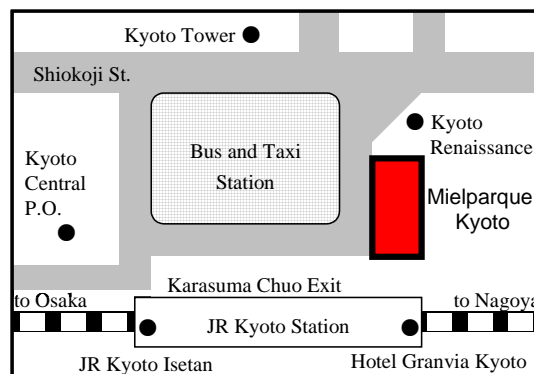 Kyoto Tower
Shiokoji St.
Kyoto
Renaissance
Bus and Taxi
Station
Kyoto
Central
P.O.
Mielparque
Kyoto
Karasuma Chuo Exit
to Osaka
to Nagoya
JR Kyoto Station
JR Kyoto Isetan
Hotel Granvia Kyoto